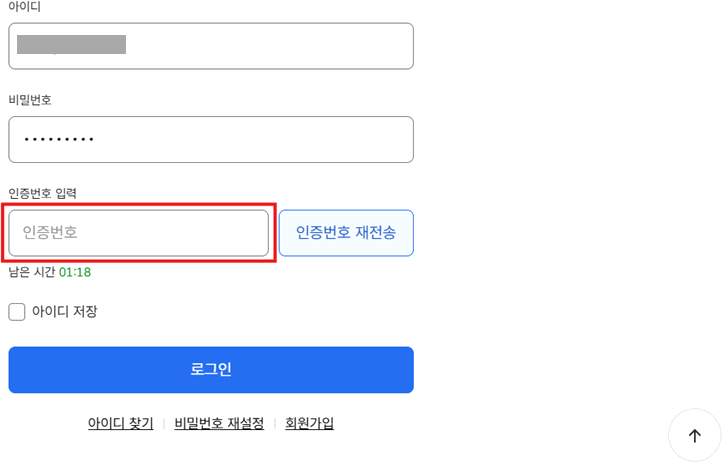 아이디
비밀번호
•••••••••
인증번호 입력
인증번호
인증번호 재전송
남은 시간 01:18
아이디 저장
로그인
아이디 찾기 | 비밀번호 재설정 | 회원가입